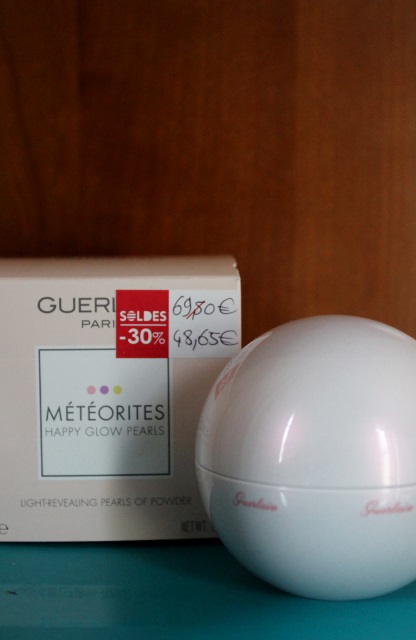 GUERL
PARI
SOLDES
-30%
69,50€
48,65€
MÉTÉORITES
HAPPY GLOW PEARLS
LIGHT-REVEALING PEARLS OF POWDER
e
NET WT
Guerlain
Guerlain